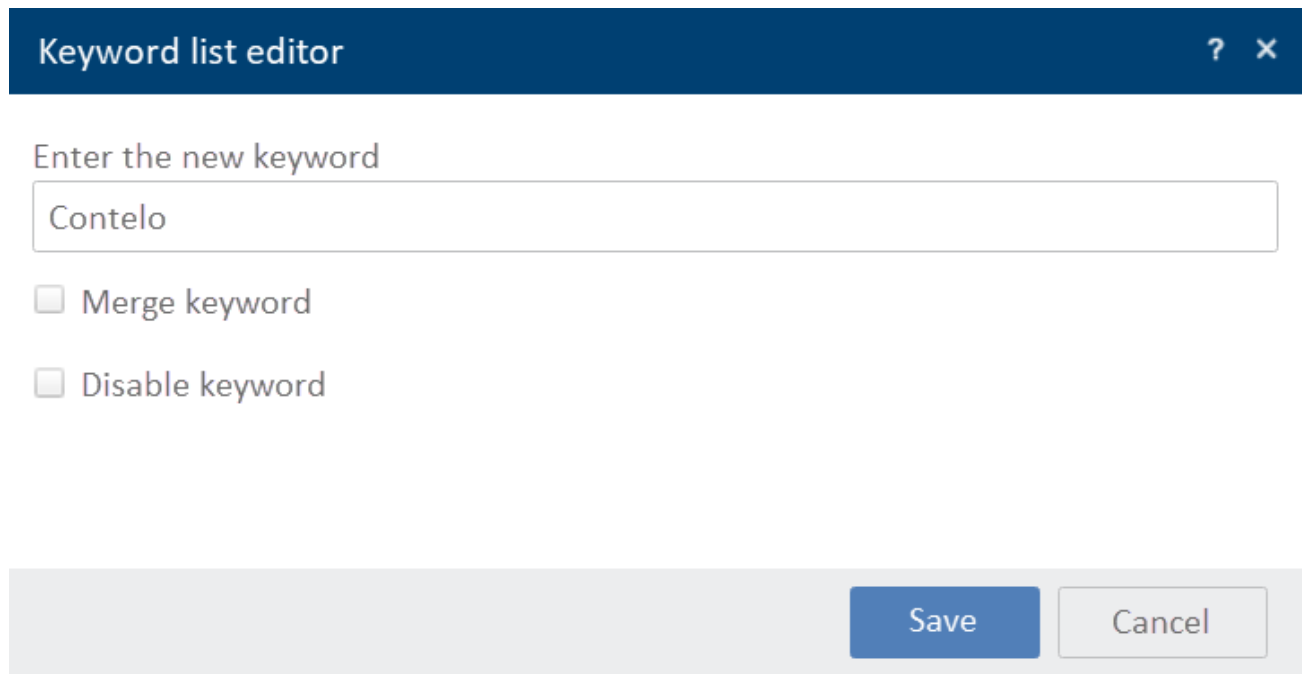 Keyword list editor ? ×
Enter the new keyword
Contelo
Merge keyword
Disable keyword
Save Cancel